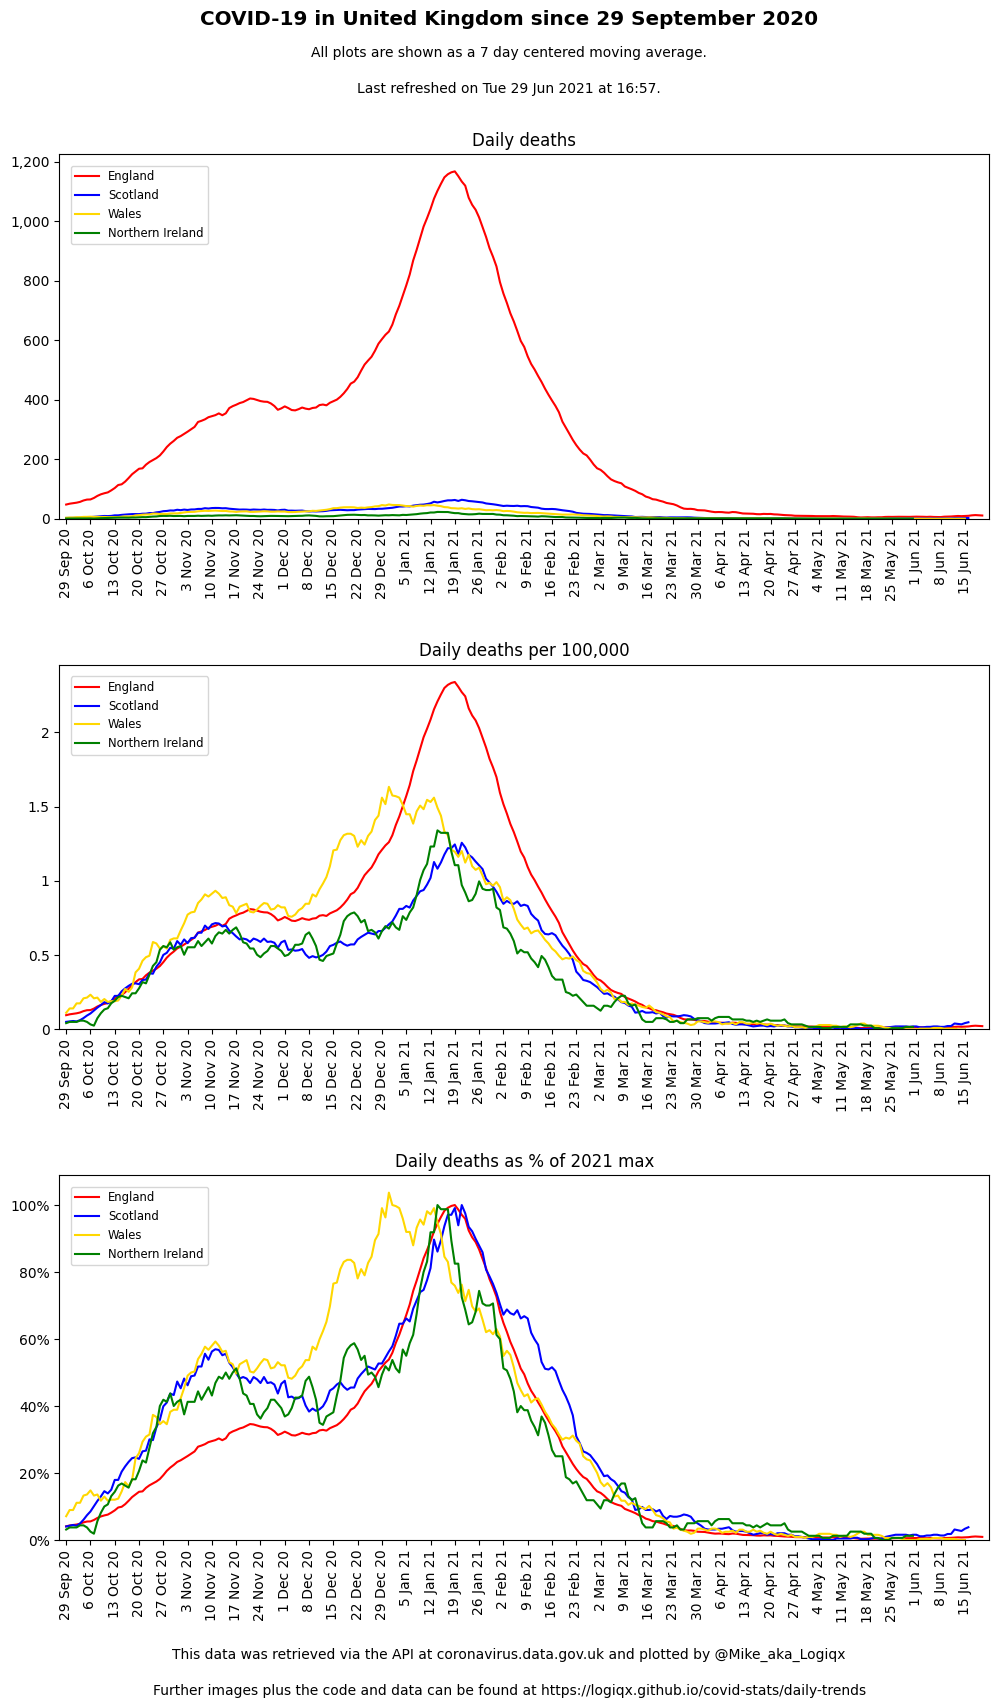 COVID-19 in United Kingdom since 29 September 2020
All plots are shown as a 7 day centered moving average.
Last refreshed on Tue 29 Jun 2021 at 16:57.
Daily deaths
1,200
1,000
800
600
400
200
0
England
Scotland
Wales
Northern Ireland
29 Sep 20
6 Oct 20
13 Oct 20
20 Oct 20
27 Oct 20
3 Nov 20
10 Nov 20
17 Nov 20
24 Nov 20
1 Dec 20
8 Dec 20
15 Dec 20
22 Dec 20
29 Dec 20
5 Jan 21
12 Jan 21
19 Jan 21
26 Jan 21
2 Feb 21
9 Feb 21
16 Feb 21
23 Feb 21
2 Mar 21
9 Mar 21
16 Mar 21
23 Mar 21
30 Mar 21
6 Apr 21
13 Apr 21
20 Apr 21
27 Apr 21
4 May 21
11 May 21
18 May 21
25 May 21
1 Jun 21
8 Jun 21
15 Jun 21
Daily deaths per 100,000
2
1.5
1
0.5
0
England
Scotland
Wales
Northern Ireland
29 Sep 20
6 Oct 20
13 Oct 20
20 Oct 20
27 Oct 20
3 Nov 20
10 Nov 20
17 Nov 20
24 Nov 20
1 Dec 20
8 Dec 20
15 Dec 20
22 Dec 20
29 Dec 20
5 Jan 21
12 Jan 21
19 Jan 21
26 Jan 21
2 Feb 21
9 Feb 21
16 Feb 21
23 Feb 21
2 Mar 21
9 Mar 21
16 Mar 21
23 Mar 21
30 Mar 21
6 Apr 21
13 Apr 21
20 Apr 21
27 Apr 21
4 May 21
11 May 21
18 May 21
25 May 21
1 Jun 21
8 Jun 21
15 Jun 21
Daily deaths as % of 2021 max
100%
80%
60%
40%
20%
0%
England
Scotland
Wales
Northern Ireland
29 Sep 20
6 Oct 20
13 Oct 20
20 Oct 20
27 Oct 20
3 Nov 20
10 Nov 20
17 Nov 20
24 Nov 20
1 Dec 20
8 Dec 20
15 Dec 20
22 Dec 20
29 Dec 20
5 Jan 21
12 Jan 21
19 Jan 21
26 Jan 21
2 Feb 21
9 Feb 21
16 Feb 21
23 Feb 21
2 Mar 21
9 Mar 21
16 Mar 21
23 Mar 21
30 Mar 21
6 Apr 21
13 Apr 21
20 Apr 21
27 Apr 21
4 May 21
11 May 21
18 May 21
25 May 21
1 Jun 21
8 Jun 21
15 Jun 21
This data was retrieved via the API at coronavirus.data.gov.uk and plotted by @Mike_aka_Logiqx
Further images plus the code and data can be found at https://logiqx.github.io/covid-stats/daily-trends